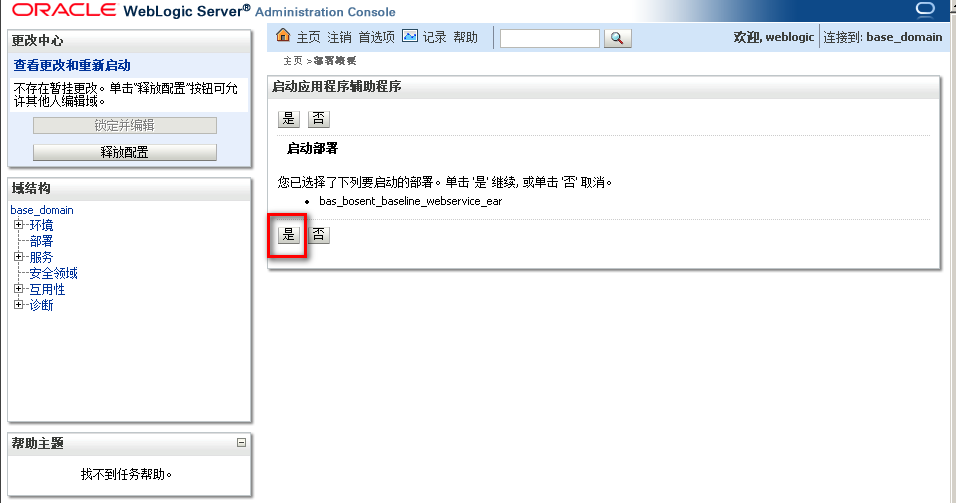 ORACLE WebLogic Server® Administration Console
更改中心
查看更改和重新启动
不存在暂挂更改。单击"释放配置"按钮可允
许其他人编辑域。
锁定并编辑
释放配置
域结构
base_domain
环境
部署
服务
安全领域
互用性
诊断
帮助主题
找不到任务帮助。
主页 注销 首选项 记录 帮助
欢迎, weblogic 连接到: base_domain
主页 >部署摘要
启动应用程序辅助程序
是 否
启动部署
您已选择了下列要启动的部署。单击 '是' 继续, 或单击 '否' 取消。
bas_bosent_baseline_webservice_ear
是 否